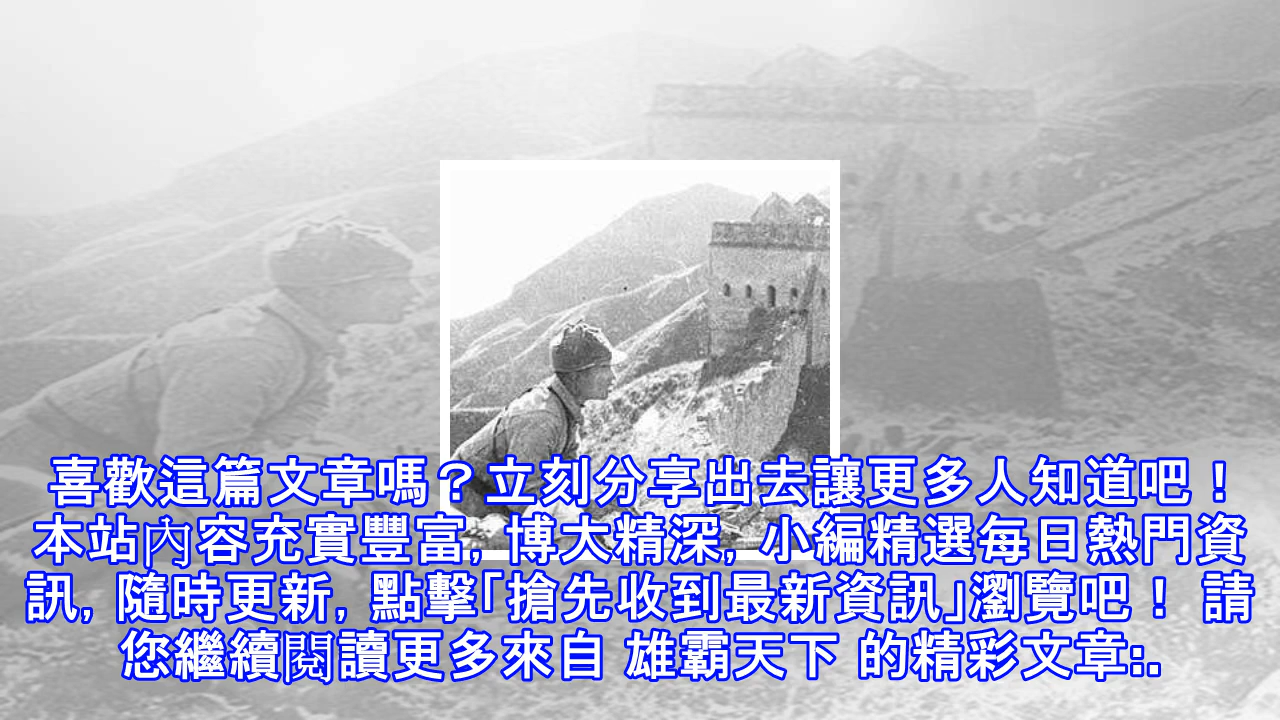 喜歡這篇文章嗎？立刻分享出去讓更多人知道吧！
本站內容充實豐富, 博大精深, 小編精選每日熱門資
訊, 隨時更新, 點擊「搶先收到最新資訊」瀏覽吧！ 請
您繼續閱讀更多來自 雄霸天下 的精彩文章:.